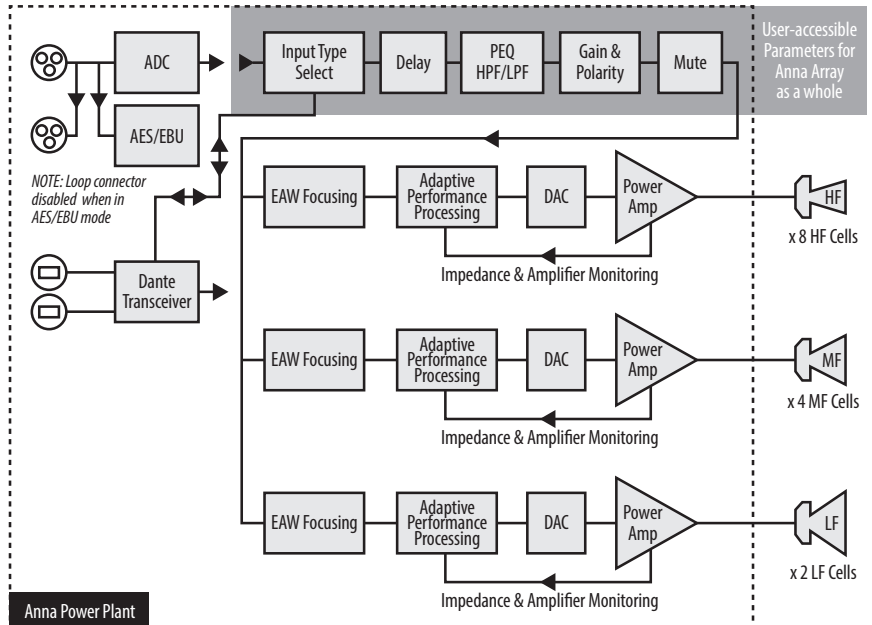 ADC
Input Type
Select
Delay
PEQ
HPF/LPF
Gain &
Polarity
Mute
User-accessible
Parameters for
Anna Array
as a whole
AES/EBU
NOTE: Loop connector
disabled when in
AES/EBU mode
EAW Focusing
Adaptive
Performance
Processing
DAC
Power
Amp
HF
x 8 HF Cells
Impedance & Amplifier Monitoring
Dante
Transceiver
EAW Focusing
Adaptive
Performance
Processing
DAC
Power
Amp
MF
x 4 MF Cells
Impedance & Amplifier Monitoring
EAW Focusing
Adaptive
Performance
Processing
DAC
Power
Amp
LF
x 2 LF Cells
Impedance & Amplifier Monitoring
Anna Power Plant